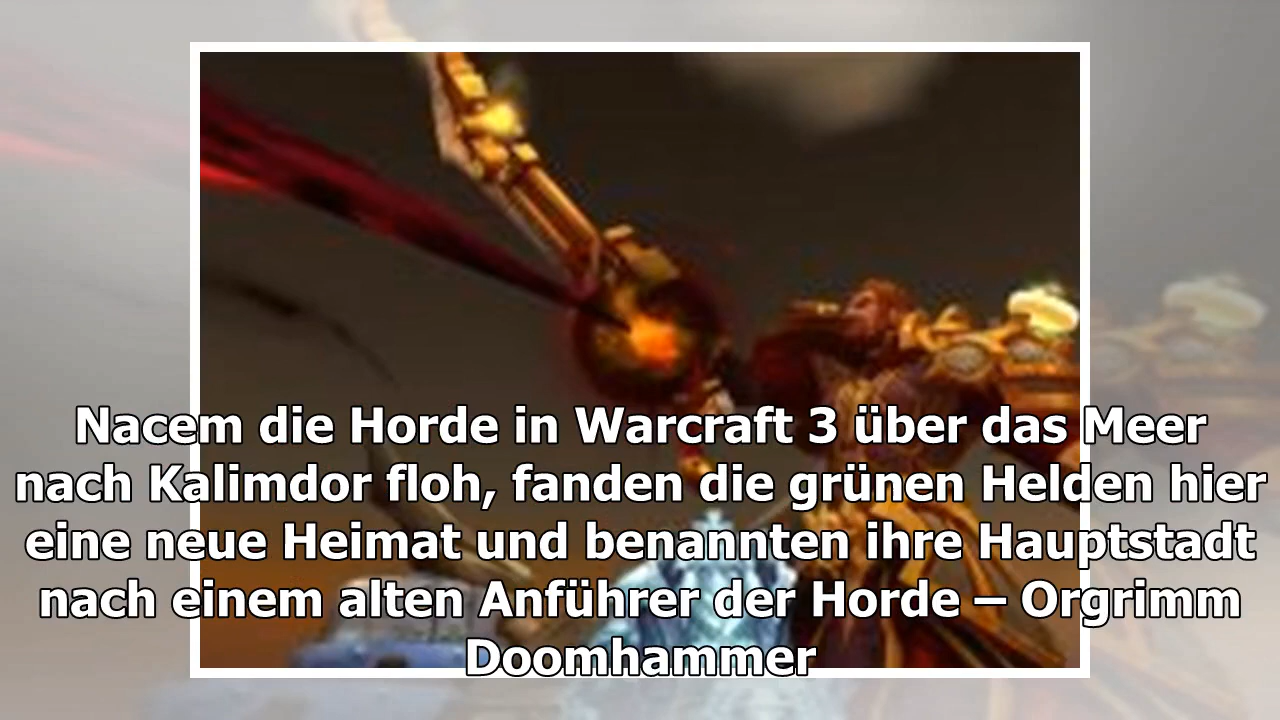 Nacem die Horde in Warcraft 3 über das Meer
nach Kalimdor floh, fanden die grünen Helden hier
eine neue Heimat und benannten ihre Hauptstadt
nach einem alten Anführer der Horde – Orgrimm
Doomhammer